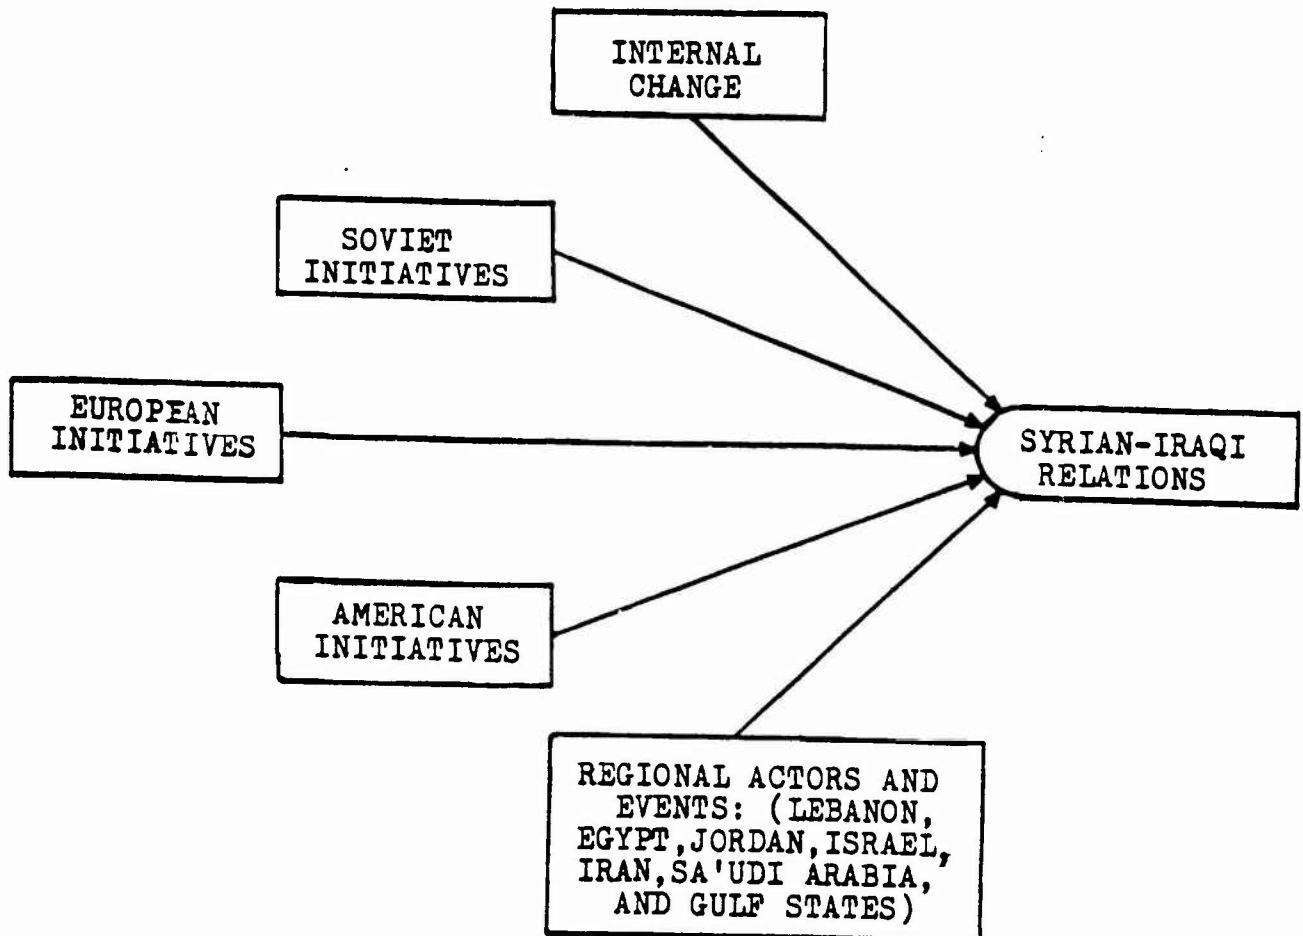 INTERNAL
CHANGE
SOVIET
INITIATIVES
EUROPEAN
INITIATIVES
SYRIAN-IRAQI
RELATIONS
AMERICAN
INITIATIVES
REGIONAL ACTORS AND
EVENTS: (LEBANON,
EGYPT,JORDAN,ISRAEL,
IRAN,SA'UDI ARABIA,
AND GULF STATES)